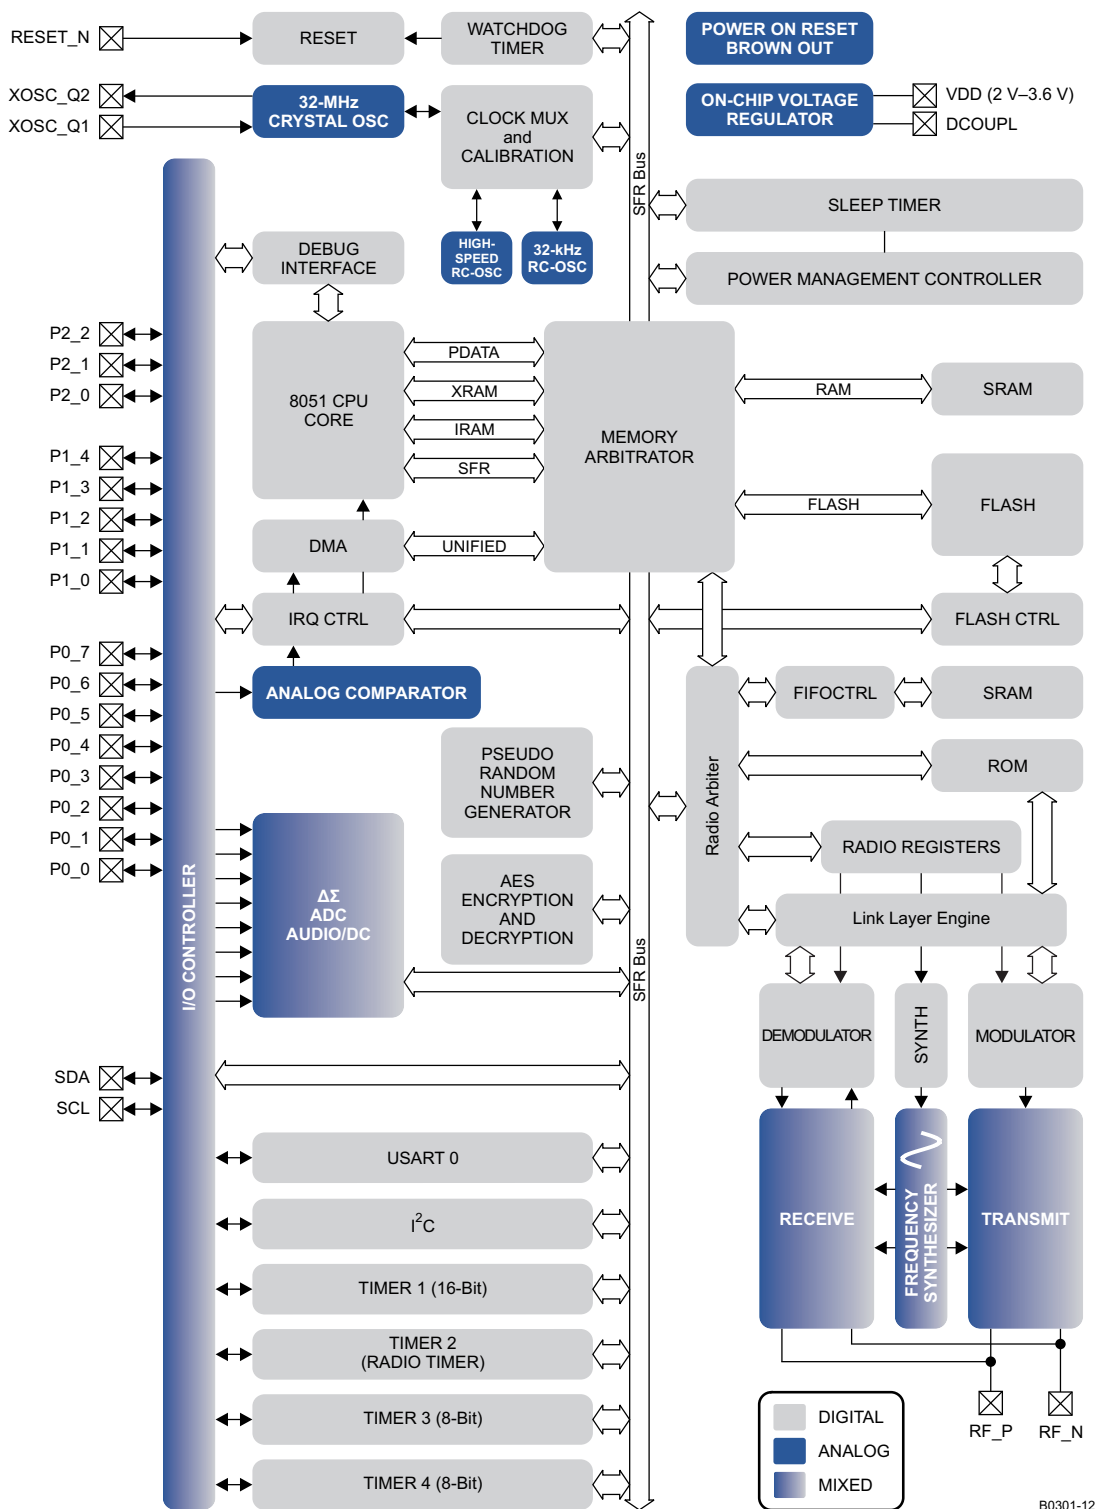 RESET_N
RESET
WATCHDOG
TIMER
POWER ON RESET
BROWN OUT
XOSC_Q2
XOSC_Q1
32-MHz
CRYSTAL OSC
CLOCK MUX
and
CALIBRATION
SFR Bus
ON-CHIP VOLTAGE
REGULATOR
VDD (2 V–3.6 V)
DCOUPL
SLEEP TIMER
POWER MANAGEMENT CONTROLLER
HIGH-
SPEED
RC-OSC
32-kHz
RC-OSC
DEBUG
INTERFACE
P2_2
P2_1
P2_0
P1_4
P1_3
P1_2
P1_1
P1_0
P0_7
P0_6
P0_5
P0_4
P0_3
P0_2
P0_1
P0_0
SDA
SCL
I/O CONTROLLER
8051 CPU
CORE
PDATA
XRAM
IRAM
SFR
DMA
UNIFIED
MEMORY
ARBITRATOR
RAM
SRAM
FLASH
FLASH
IRQ CTRL
FLASH CTRL
ANALOG COMPARATOR
FIFOCTRL
SRAM
Radio Arbiter
ROM
PSEUDO
RANDOM
NUMBER
GENERATOR
RADIO REGISTERS
ΔΣ
ADC
AUDIO/DC
AES
ENCRYPTION
AND
DECRYPTION
Link Layer Engine
SFR Bus
DEMODULATOR
SYNTH
MODULATOR
RECEIVE
FREQUENCY
SYNTHESIZER
TRANSMIT
USART 0
I2C
TIMER 1 (16-Bit)
TIMER 2
(RADIO TIMER)
TIMER 3 (8-Bit)
TIMER 4 (8-Bit)
RF_P
RF_N
DIGITAL
ANALOG
MIXED
B0301-12